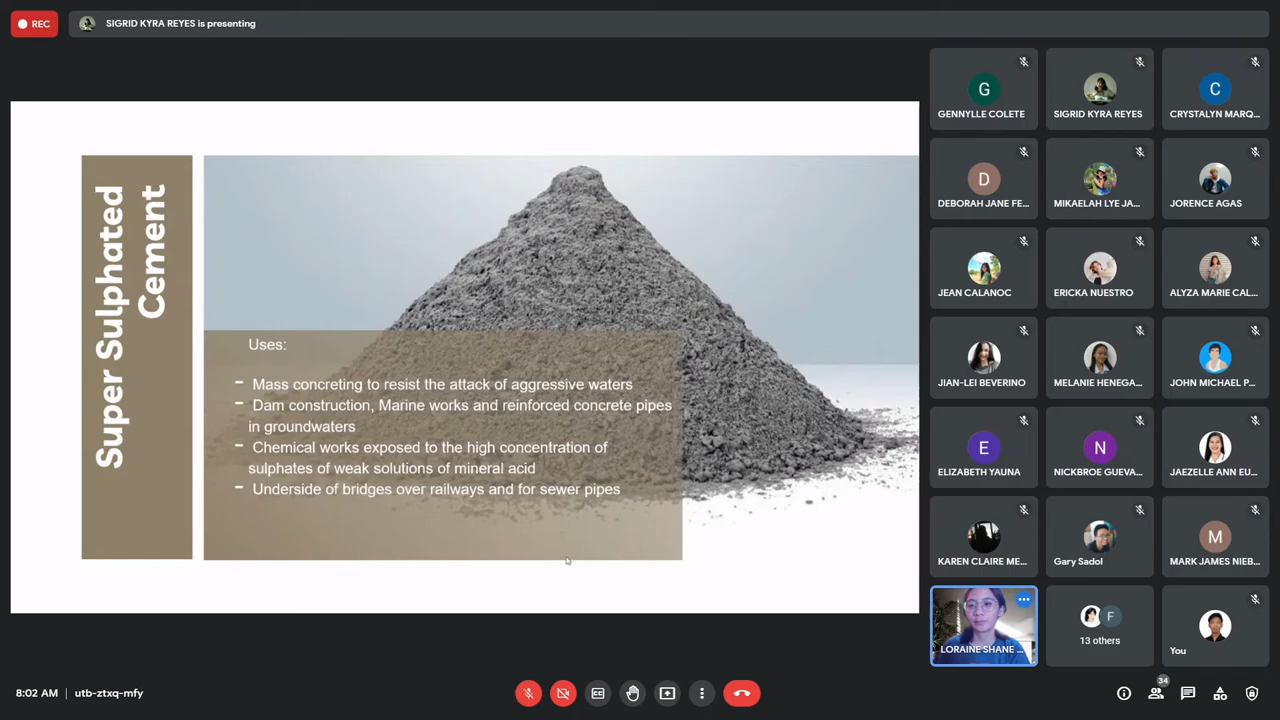 REC
SIGRID KYRA REYES is presenting
Super Sulphated
Cement
Uses:
- Mass concreting to resist the attack of aggressive waters
- Dam construction, Marine works and reinforced concrete pipes
in groundwaters
- Chemical works exposed to the high concentration of
sulphates of weak solutions of mineral acid
- Underside of bridges over railways and for sewer pipes
G
GENNYLLE COLETE
SIGRID KYRA REYES
C
CRYSTALYN MARQ...
D
DEBORAH JANE FE...
MIKAELAH LYE JA...
JORENCE AGAS
JEAN CALANOC
ERICKA NUESTRO
ALYZA MARIE CAL...
JIAN-LEI BEVERINO
MELANIE HENEGA...
JOHN MICHAEL P...
E
ELIZABETH YAUNA
N
NICKBROE GUEVA...
JAEZELLE ANN EU...
KAREN CLAIRE ME...
Gary Sadol
M
MARK JAMES NIEB...
LORAINE SHANE ...
F
13 others
You
8:02 AM | utb-ztxq-mfy
34